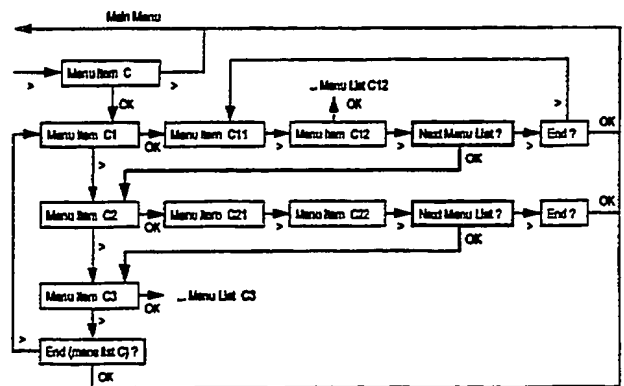 Main Menu
> Menu Item C >
OK
... Menu List C12
OK
>
Menu Item C1 OK Menu Item C11 > Menu Item C12 > Next Menu List ? > End ? OK
> OK
Menu Item C2 OK Menu Item C21 > Menu Item C22 > Next Menu List ? > End ? OK
> OK
Menu Item C3 OK ... Menu List C3
> >
End (menu list C) ?
OK